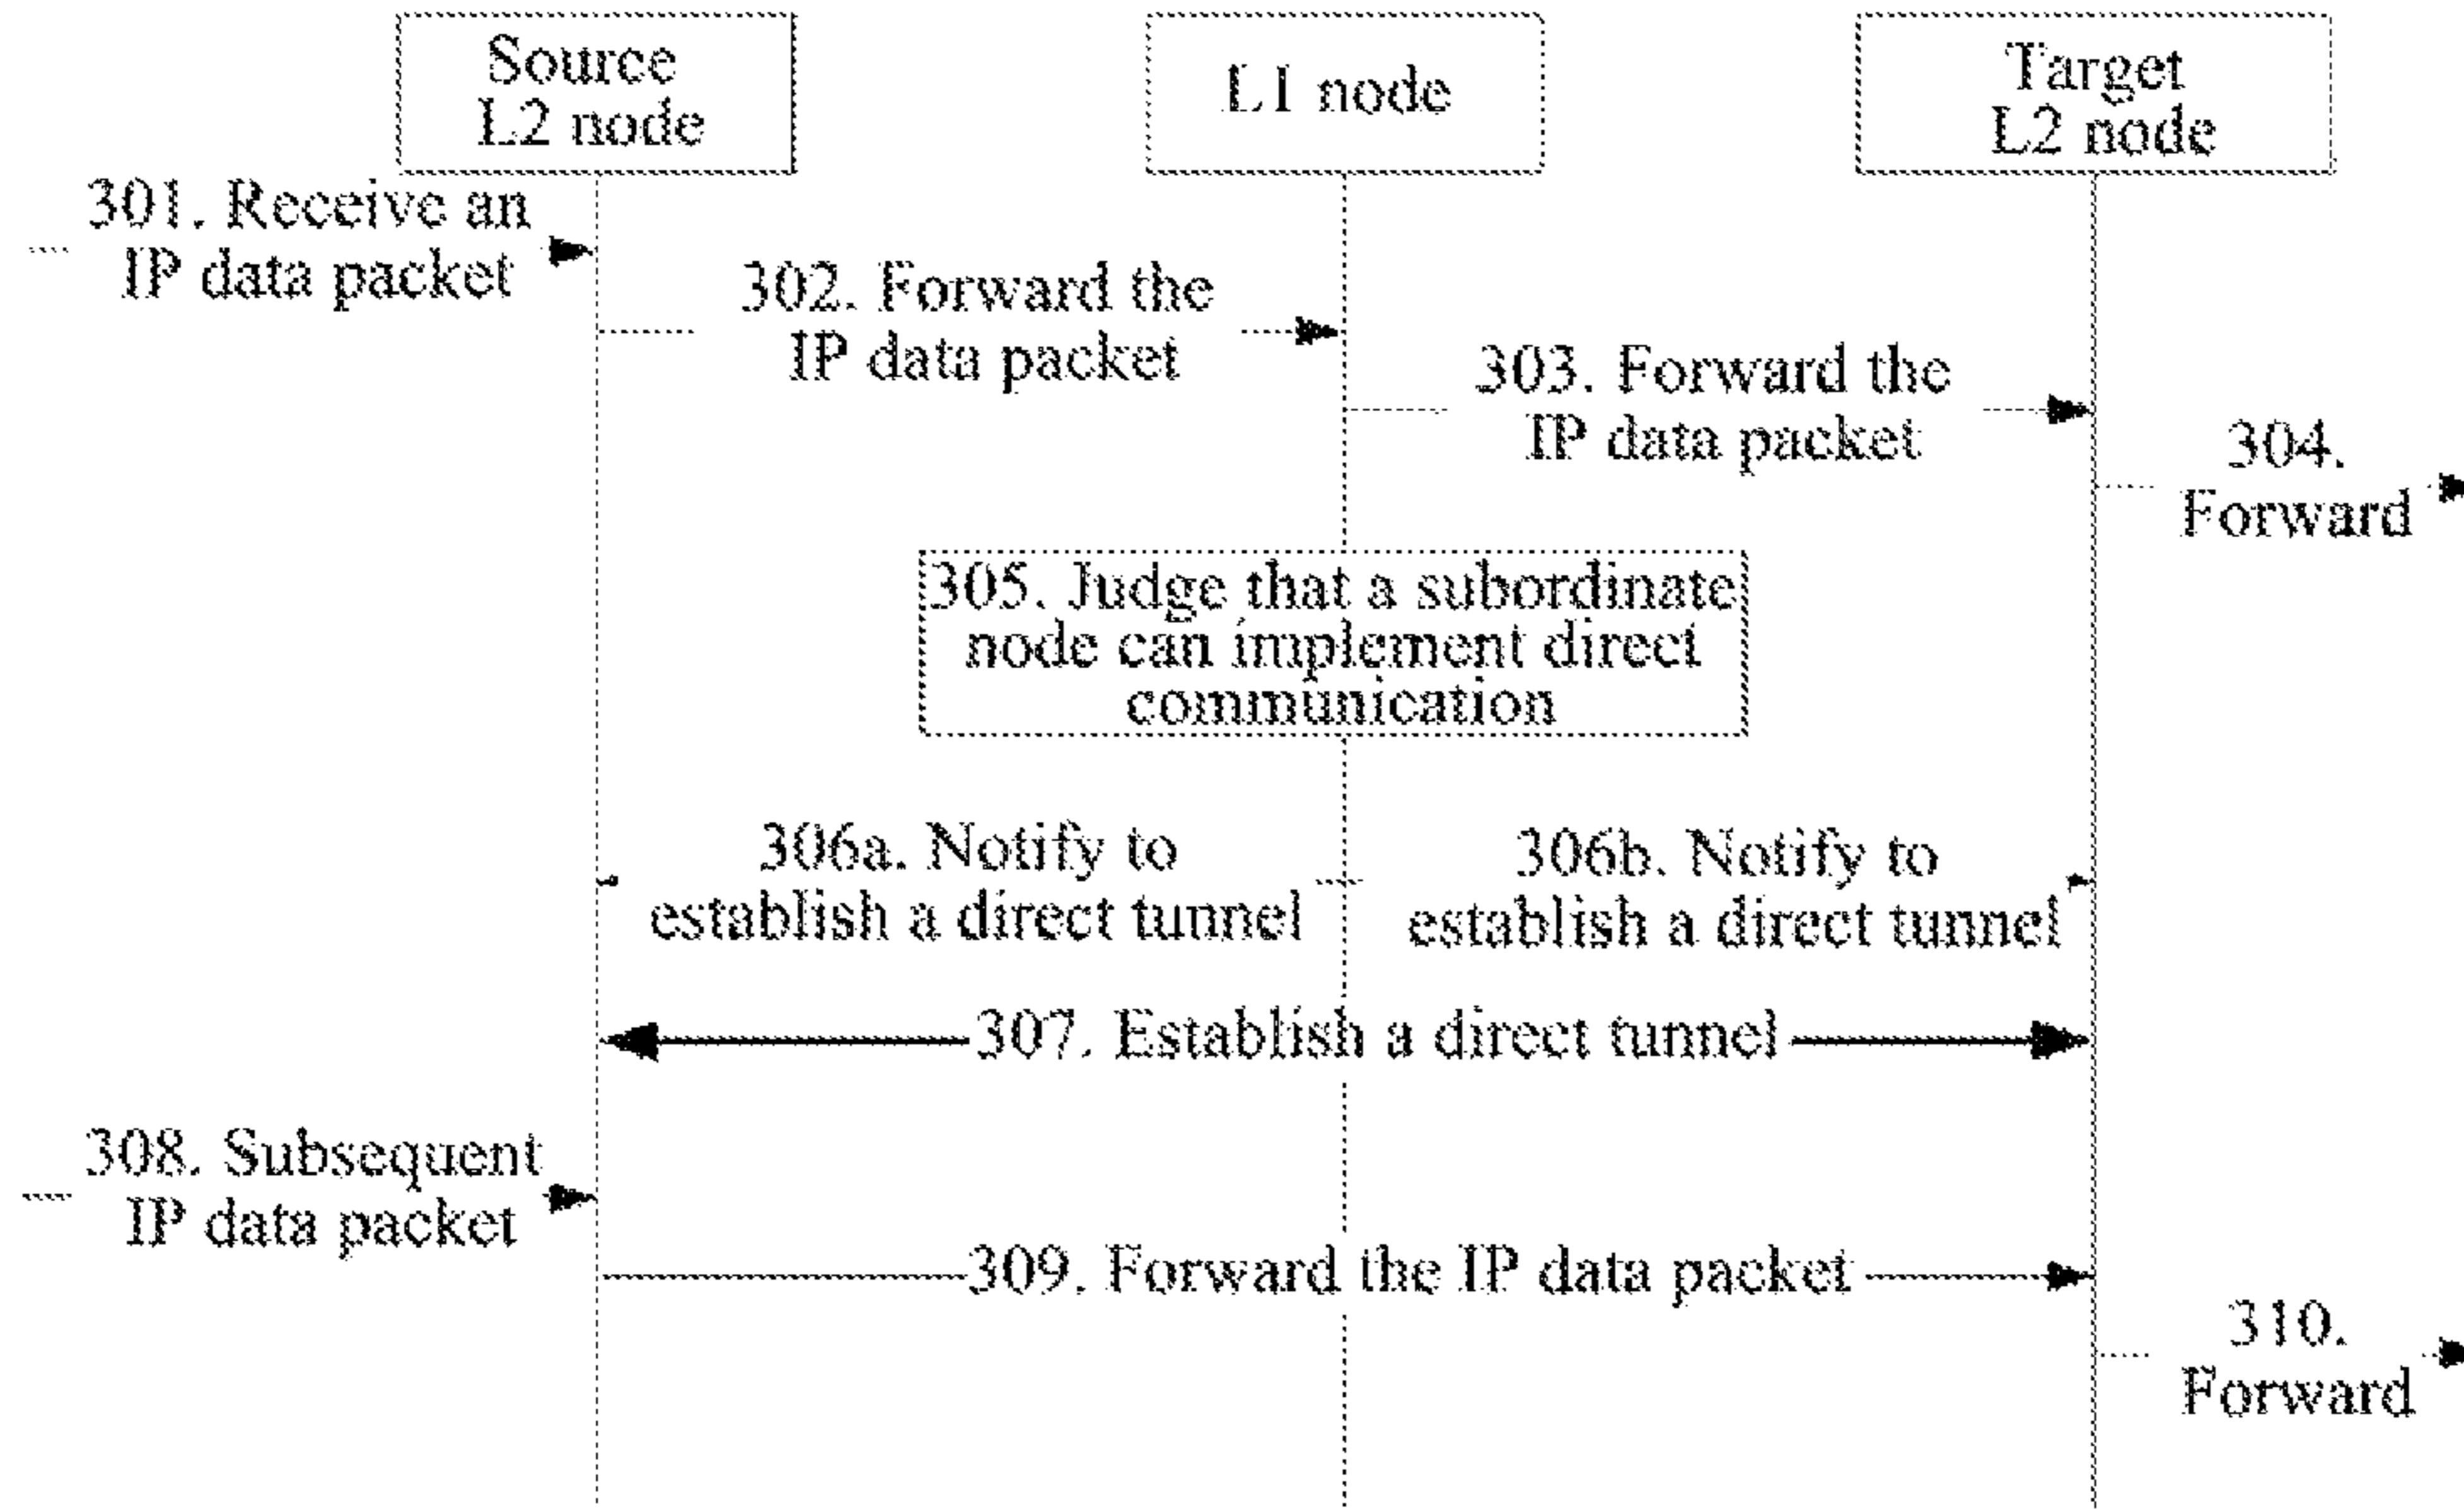 Source
L2 node
L1 node
Target
L2 node
301. Receive an
IP data packet
302. Forward the
IP data packet
303. Forward the
IP data packet
304.
Forward
305. Judge that a subordinate
node can implement direct
communication
306a. Notify to
establish a direct tunnel
306b. Notify to
establish a direct tunnel
307. Establish a direct tunnel
308. Subsequent
IP data packet
309. Forward the IP data packet
310.
Forward